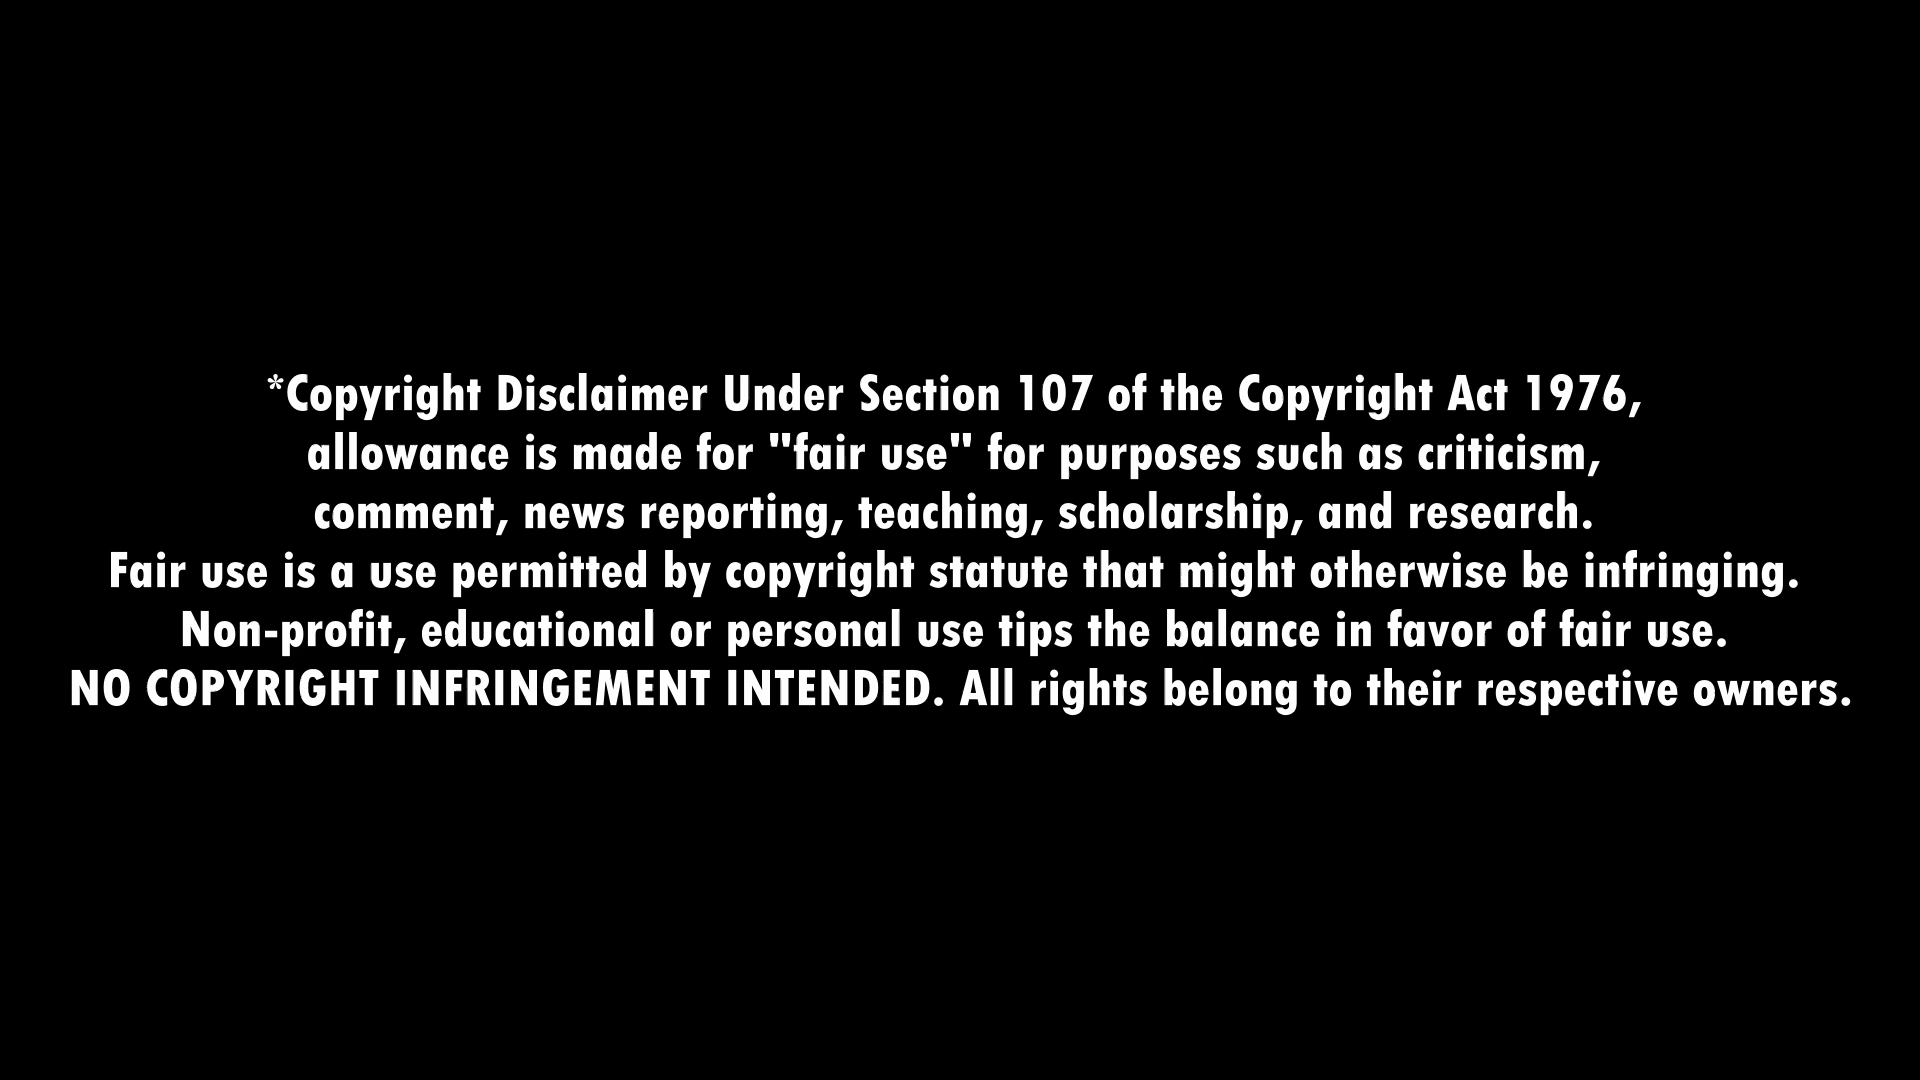 *Copyright Disclaimer Under Section 107 of the Copyright Act 1976,
allowance is made for "fair use" for purposes such as criticism,
comment, news reporting, teaching, scholarship, and research.
Fair use is a use permitted by copyright statute that might otherwise be infringing.
Non-profit, educational or personal use tips the balance in favor of fair use.
NO COPYRIGHT INFRINGEMENT INTENDED. All rights belong to their respective owners.